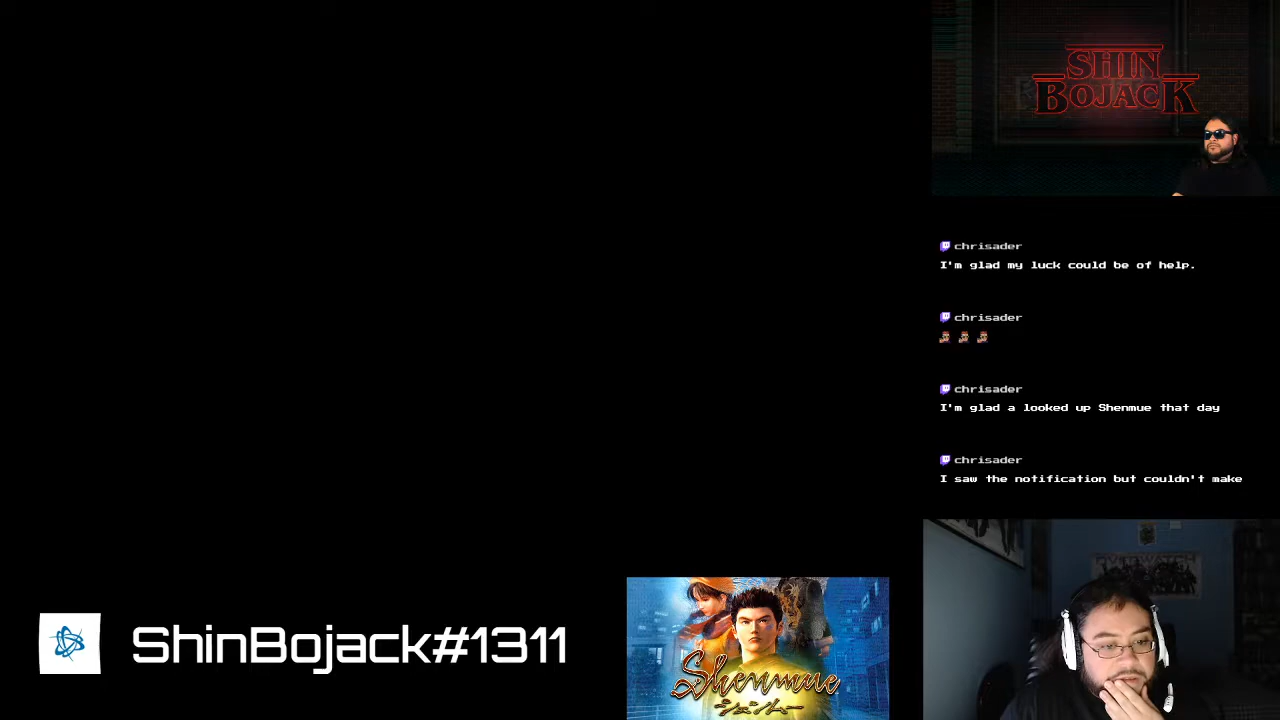 SHIN
BOJACK
chrisader
I'm glad my luck could be of help.
chrisader
chrisader
I'm glad a looked up Shenmue that day
chrisader
I saw the notification but couldn't make
OVERWATCH
ShinBojack#1311
Shenmue
シェンムー